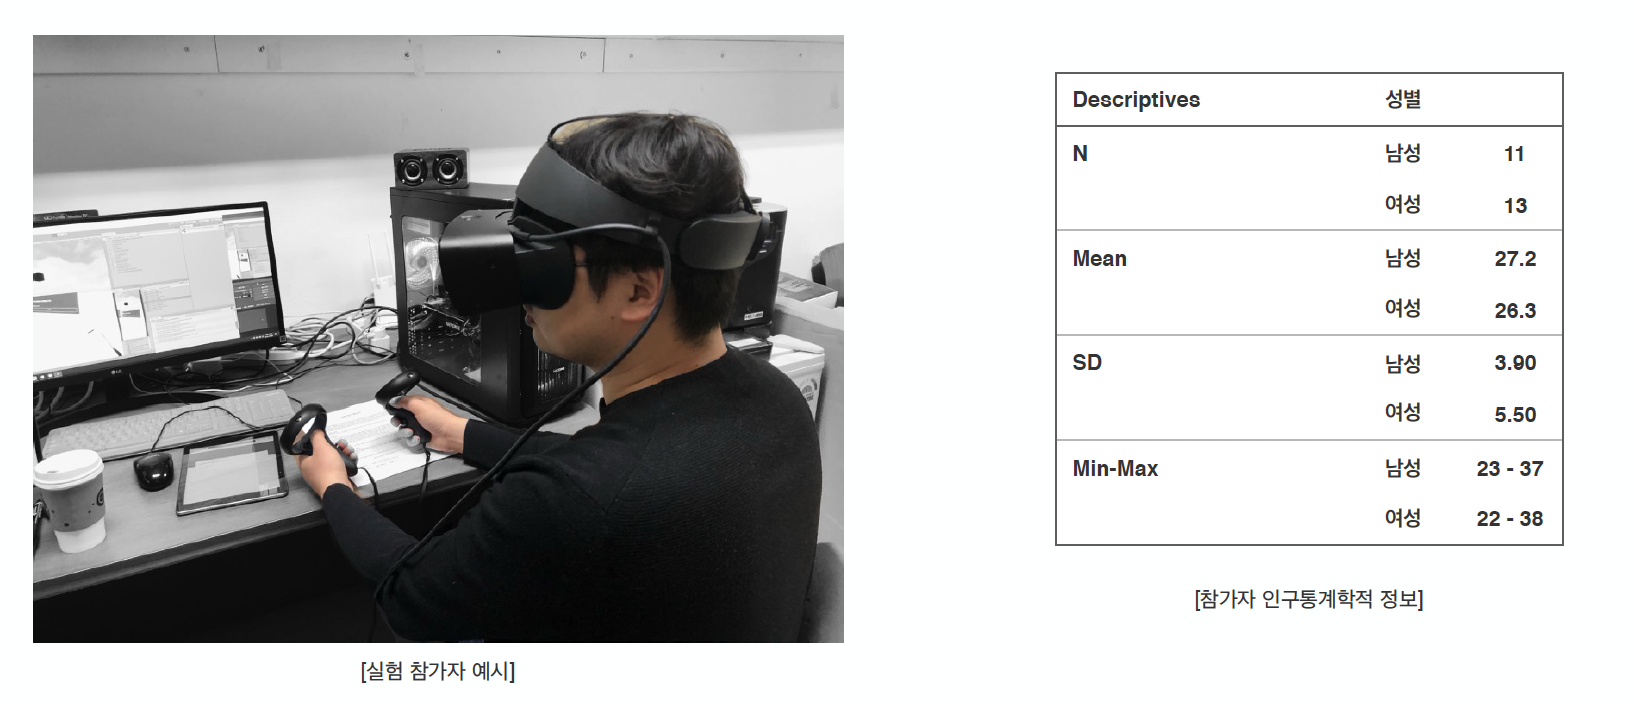 Descriptives 성별
N 남성 11
여성 13
Mean 남성 27.2
여성 26.3
SD 남성 3.90
여성 5.50
Min-Max 남성 23 - 37
여성 22 - 38
[참가자 인구통계학적 정보]
[실험 참가자 예시]